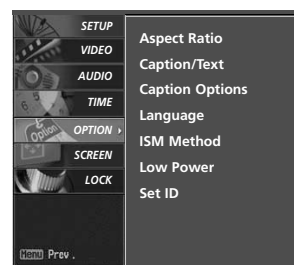 SETUP
VIDEO
AUDIO
TIME
OPTION
SCREEN
LOCK
Menu Prev.
Aspect Ratio
Caption/Text
Caption Options
Language
ISM Method
Low Power
Set ID
Option